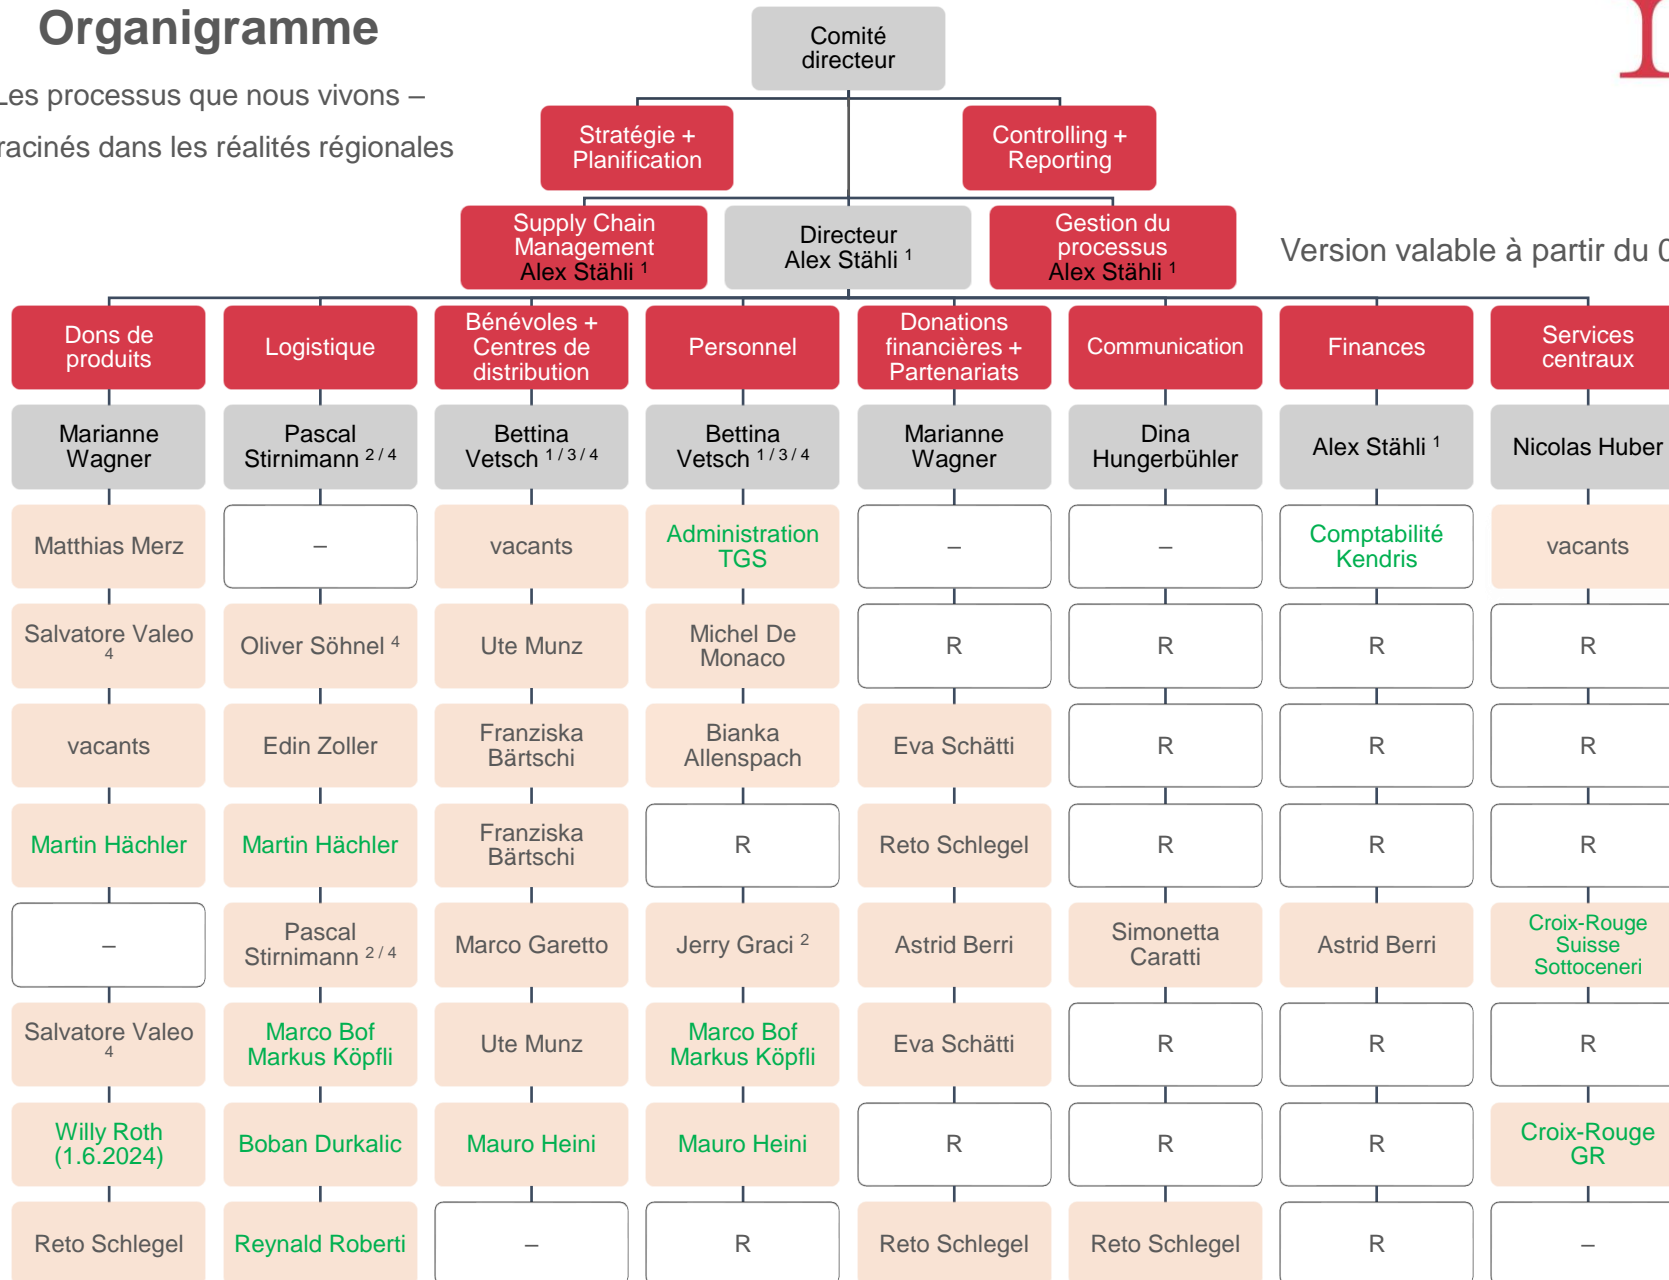 Organigramme
Les processus que nous vivons –
racinés dans les réalités régionales
Comité
directeur
Stratégie +
Planification
Controlling +
Reporting
Supply Chain
Management
Alex Stähli ¹
Directeur
Alex Stähli ¹
Gestion du
processus
Alex Stähli ¹
Version valable à partir du 0
Dons de
produits
Logistique
Bénévoles +
Centres de
distribution
Personnel
Donations
financières +
Partenariats
Communication
Finances
Services
centraux
Marianne
Wagner
Pascal
Stirnimann ² ᐟ ⁴
Bettina
Vetsch ¹ ᐟ ³ ᐟ ⁴
Bettina
Vetsch ¹ ᐟ ³ ᐟ ⁴
Marianne
Wagner
Dina
Hungerbühler
Alex Stähli ¹
Nicolas Huber
Matthias Merz
–
vacants
Administration
TGS
–
–
Comptabilité
Kendris
vacants
Salvatore Valeo
⁴
Oliver Söhnel ⁴
Ute Munz
Michel De
Monaco
R
R
R
R
vacants
Edin Zoller
Franziska
Bärtschi
Bianka
Allenspach
Eva Schätti
R
R
R
Martin Hächler
Martin Hächler
Franziska
Bärtschi
R
Reto Schlegel
R
R
R
–
Pascal
Stirnimann ² ᐟ ⁴
Marco Garetto
Jerry Graci ²
Astrid Berri
Simonetta
Caratti
Astrid Berri
Croix-Rouge
Suisse
Sottoceneri
Salvatore Valeo
⁴
Marco Bof
Markus Köpfli
Ute Munz
Marco Bof
Markus Köpfli
Eva Schätti
R
R
R
Willy Roth
(1.6.2024)
Boban Durkalic
Mauro Heini
Mauro Heini
R
R
R
Croix-Rouge
GR
Reto Schlegel
Reynald Roberti
–
R
Reto Schlegel
Reto Schlegel
R
–